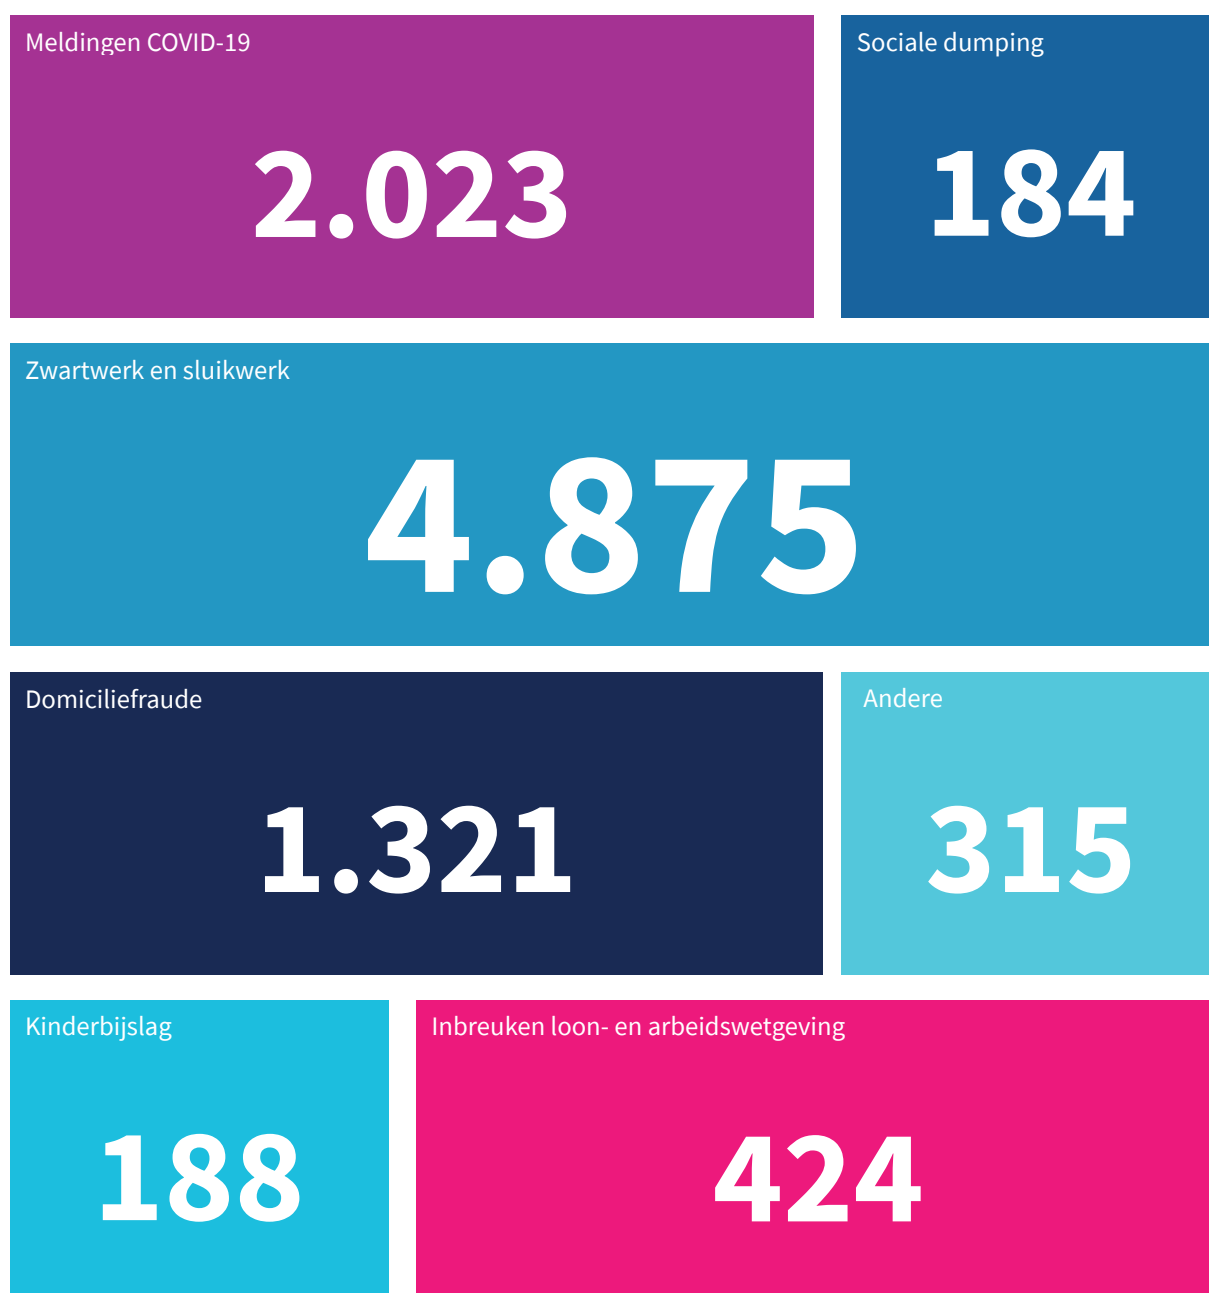 Meldingen COVID-19
2.023
Sociale dumping
184
Zwartwerk en sluikwerk
4.875
Domiciliefraude
1.321
Andere
315
Kinderbijslag
188
Inbreuken loon- en arbeidswetgeving
424